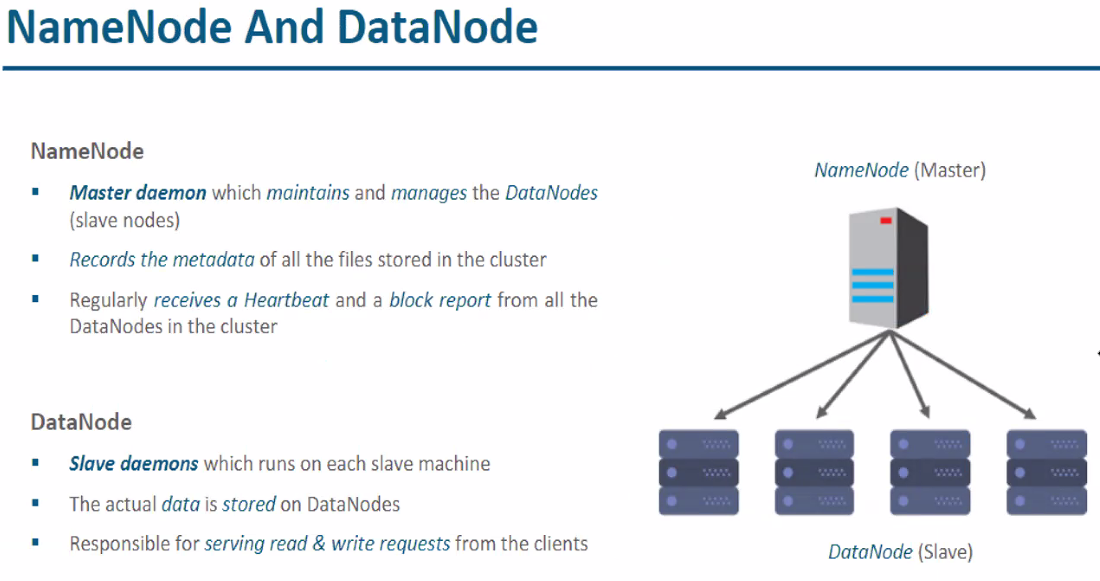 NameNode And DataNode
NameNode
▪ Master daemon which maintains and manages the DataNodes
(slave nodes)
▪ Records the metadata of all the files stored in the cluster
▪ Regularly receives a Heartbeat and a block report from all the
DataNodes in the cluster
DataNode
▪ Slave daemons which runs on each slave machine
▪ The actual data is stored on DataNodes
▪ Responsible for serving read & write requests from the clients
NameNode (Master)
DataNode (Slave)